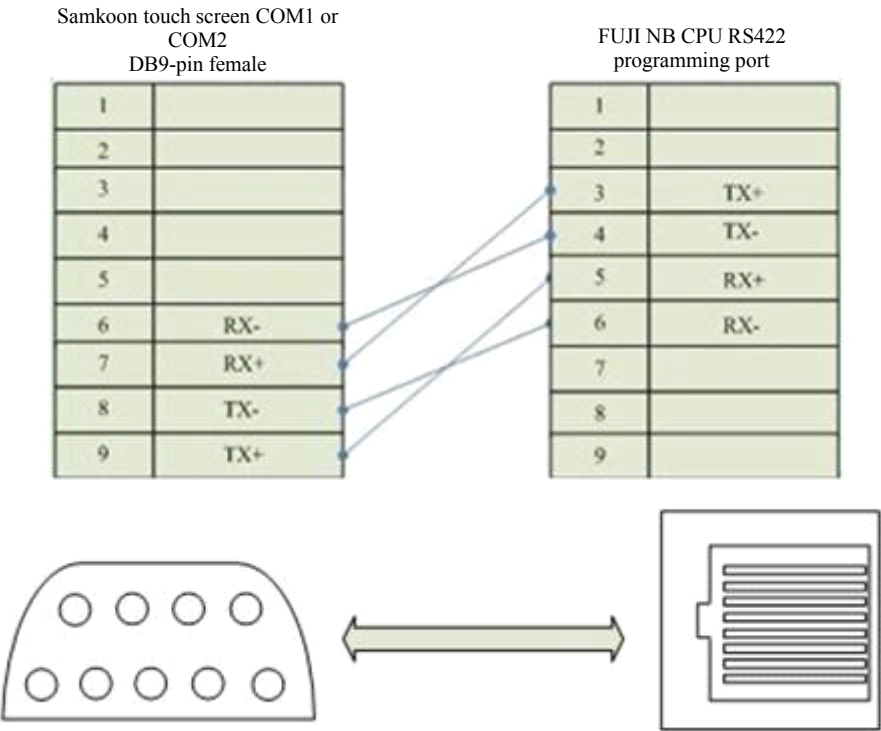 Samkoon touch screen COM1 or
COM2
DB9-pin female
FUJI NB CPU RS422
programming port
1
2
3
4
5
6 RX-
7 RX+
8 TX-
9 TX+
1
2
3 TX+
4 TX-
5 RX+
6 RX-
7
8
9